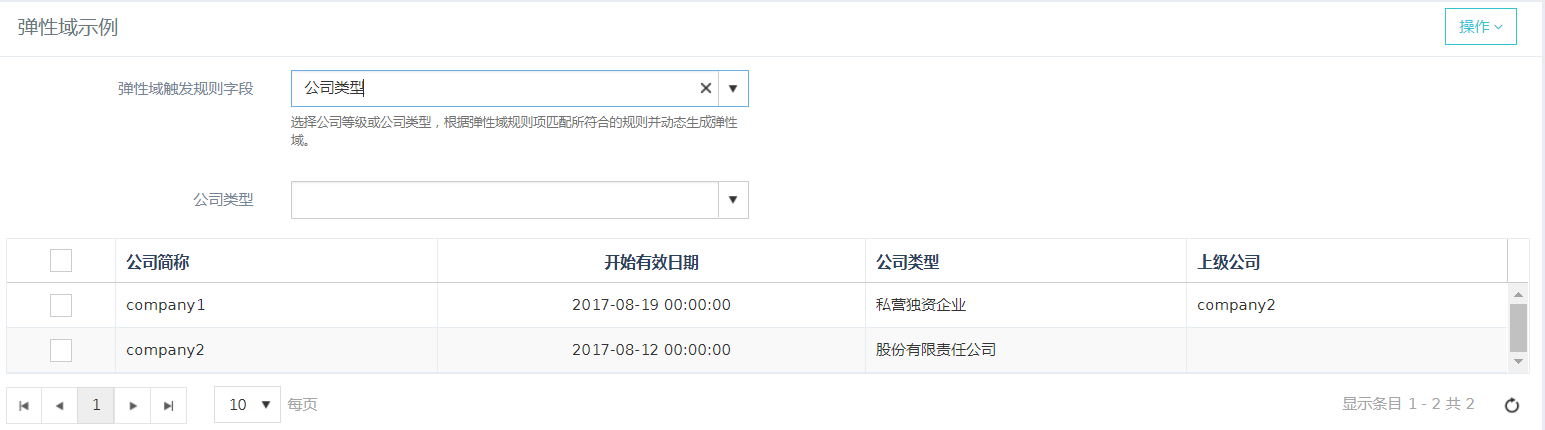 弹性域示例
操作
弹性域触发规则字段
公司类型
选择公司等级或公司类型，根据弹性域规则项匹配所符合的规则并动态生成弹性
域。
公司类型
公司简称 开始有效日期 公司类型 上级公司
company1 2017-08-19 00:00:00 私营独资企业 company2
company2 2017-08-12 00:00:00 股份有限责任公司
1 10 每页 显示条目 1 - 2 共 2